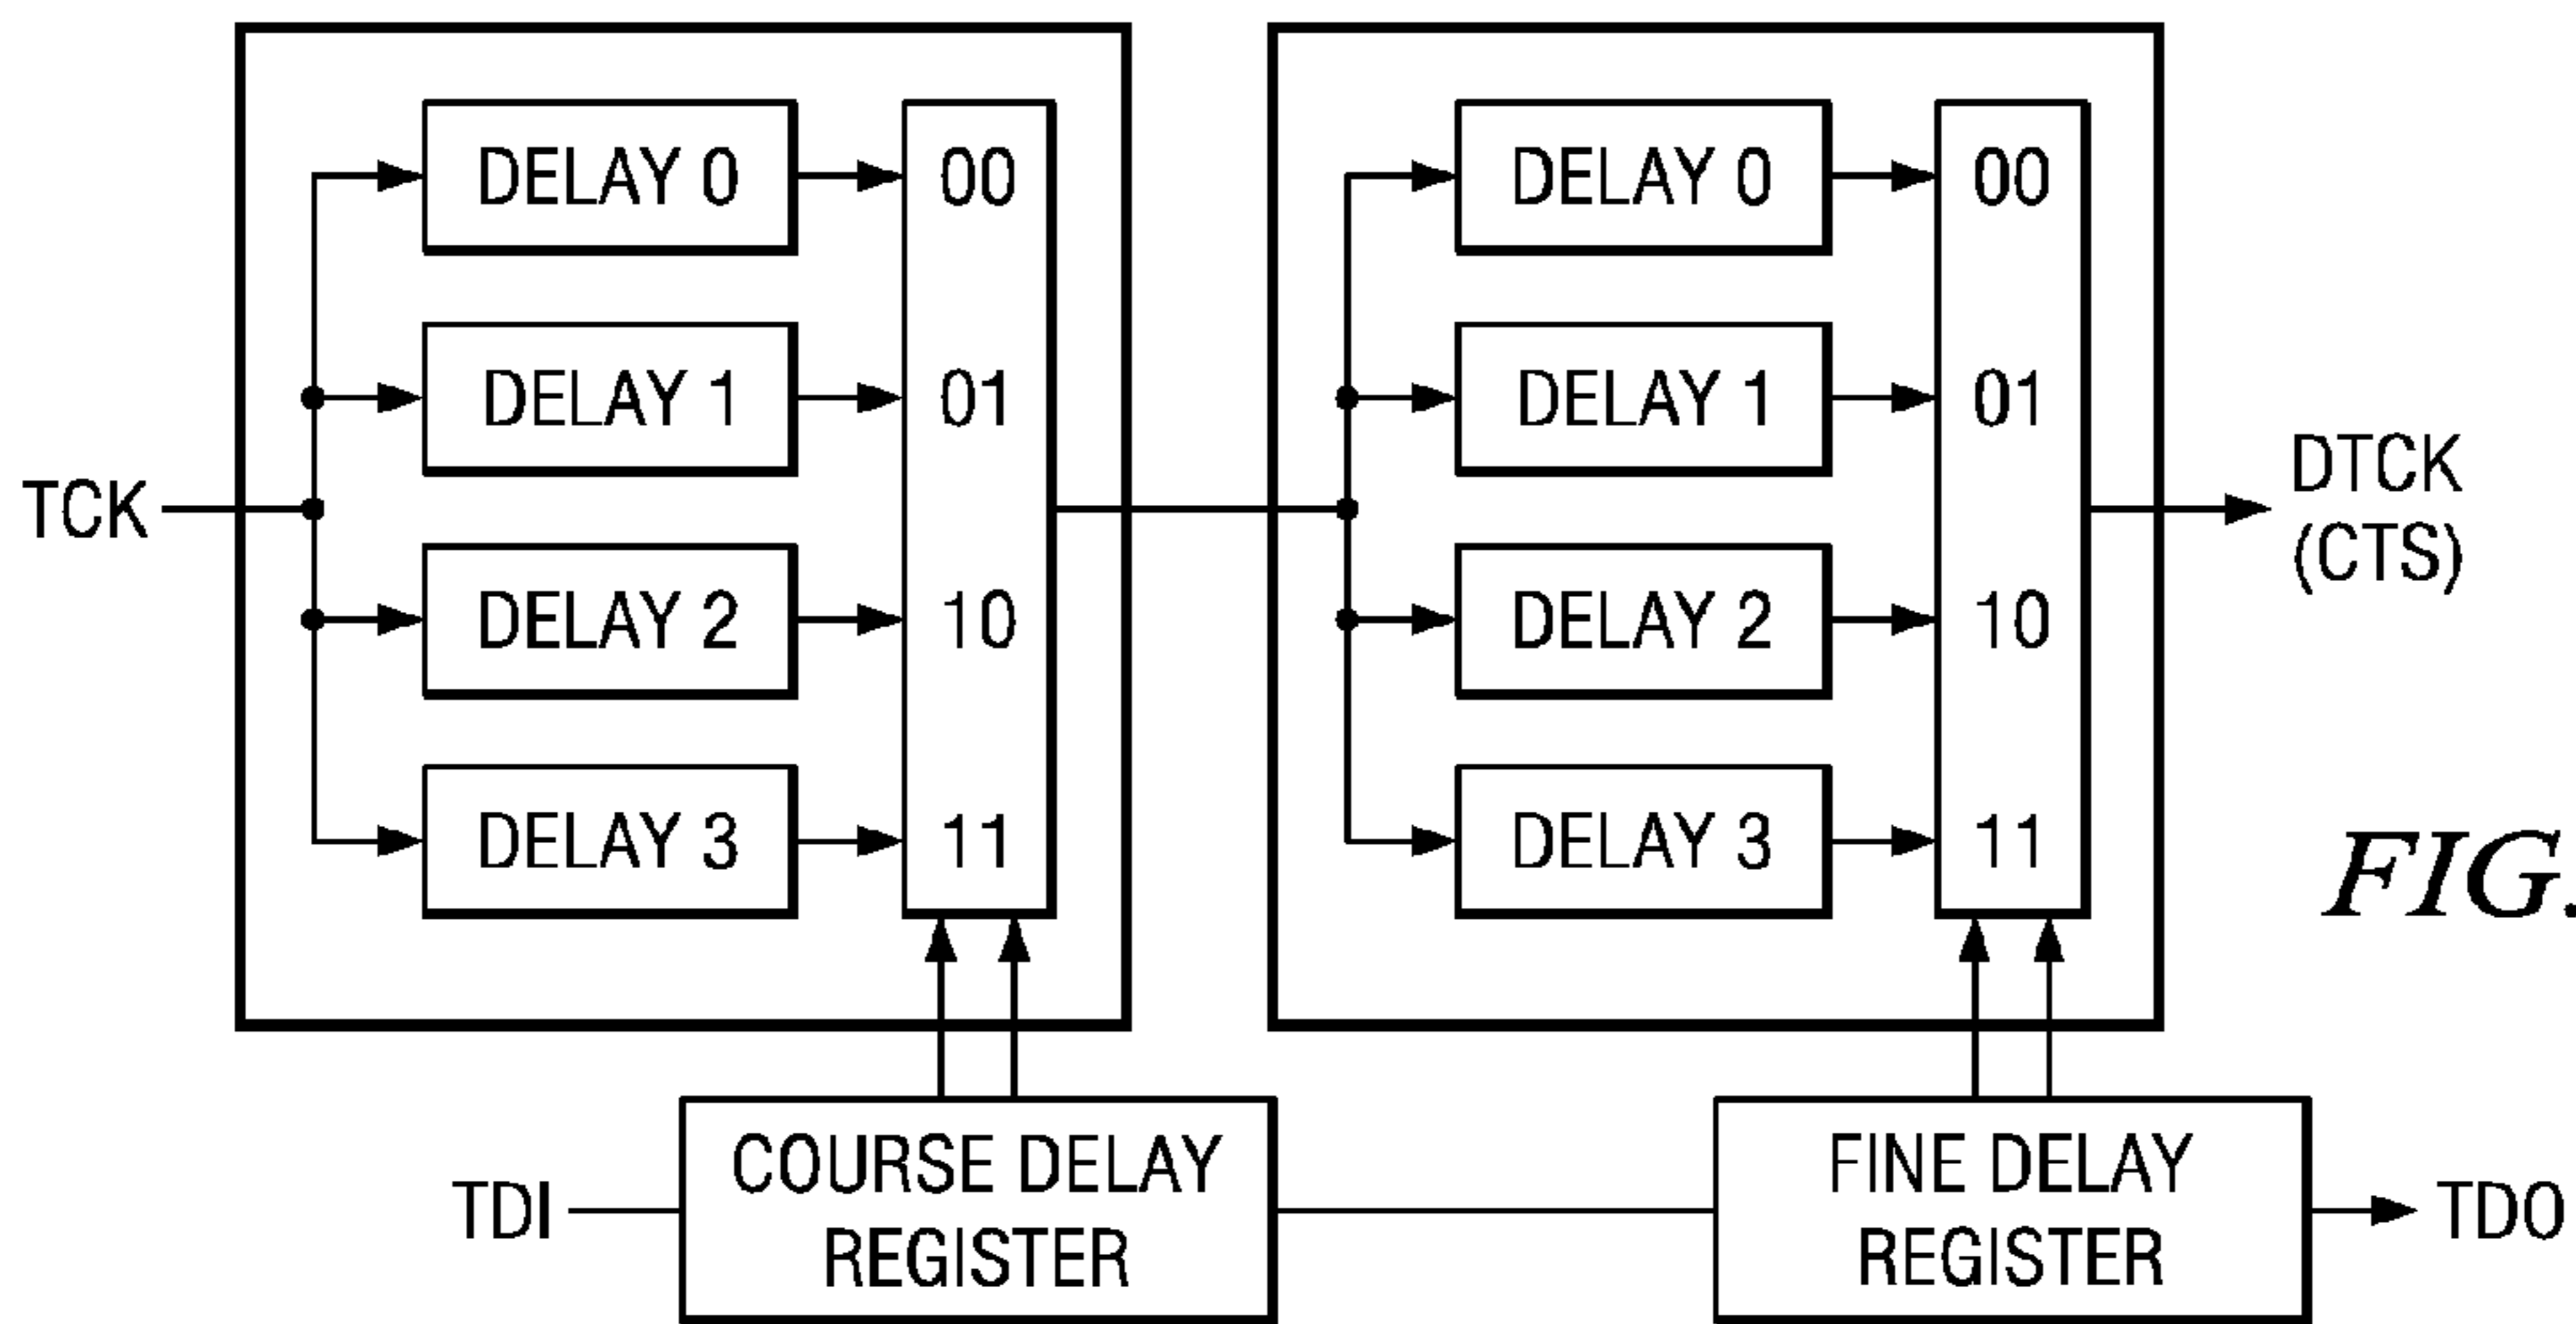 DELAY 0
00
DELAY 1
01
TCK
DELAY 2
10
DELAY 3
11
DELAY 0
00
DELAY 1
01
DELAY 2
10
DELAY 3
11
DTCK
(CTS)
FIG.
TDI
COURSE DELAY
REGISTER
FINE DELAY
REGISTER
TDO